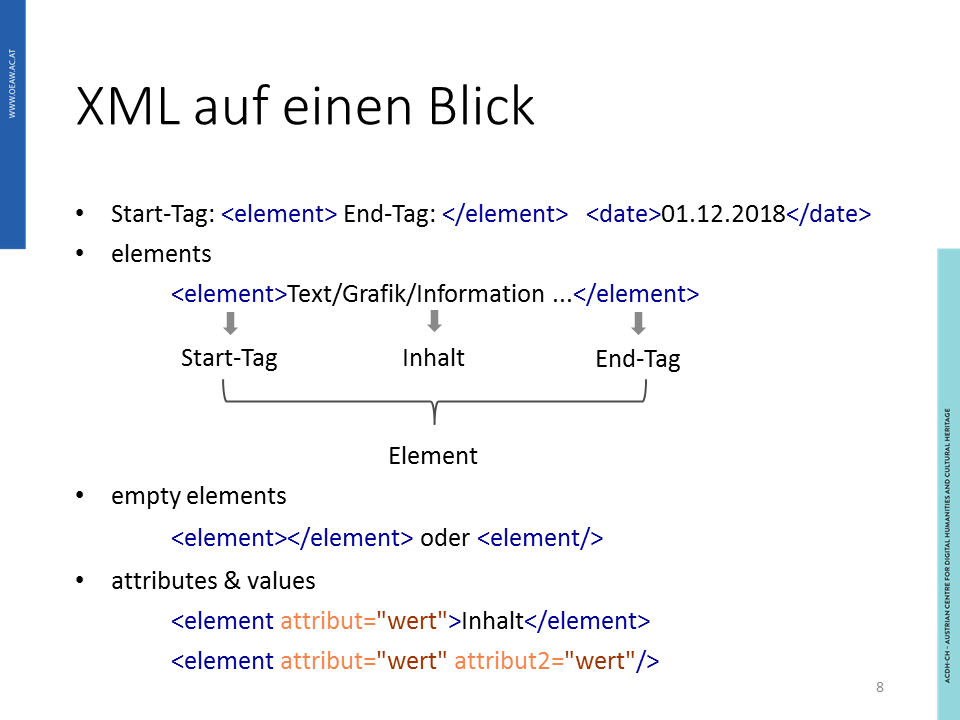 WWW.OEAW.AC.AT
XML auf einen Blick
• Start-Tag: <element> End-Tag: </element> <date>01.12.2018</date>
• elements
<element>Text/Grafik/Information ...</element>
Start-Tag Inhalt End-Tag
Element
• empty elements
<element></element> oder <element/>
• attributes & values
<element attribut="wert">Inhalt</element>
<element attribut="wert" attribut2="wert"/>
ACDH-CH – AUSTRIAN CENTRE FOR DIGITAL HUMANITIES AND CULTURAL HERITAGE
8